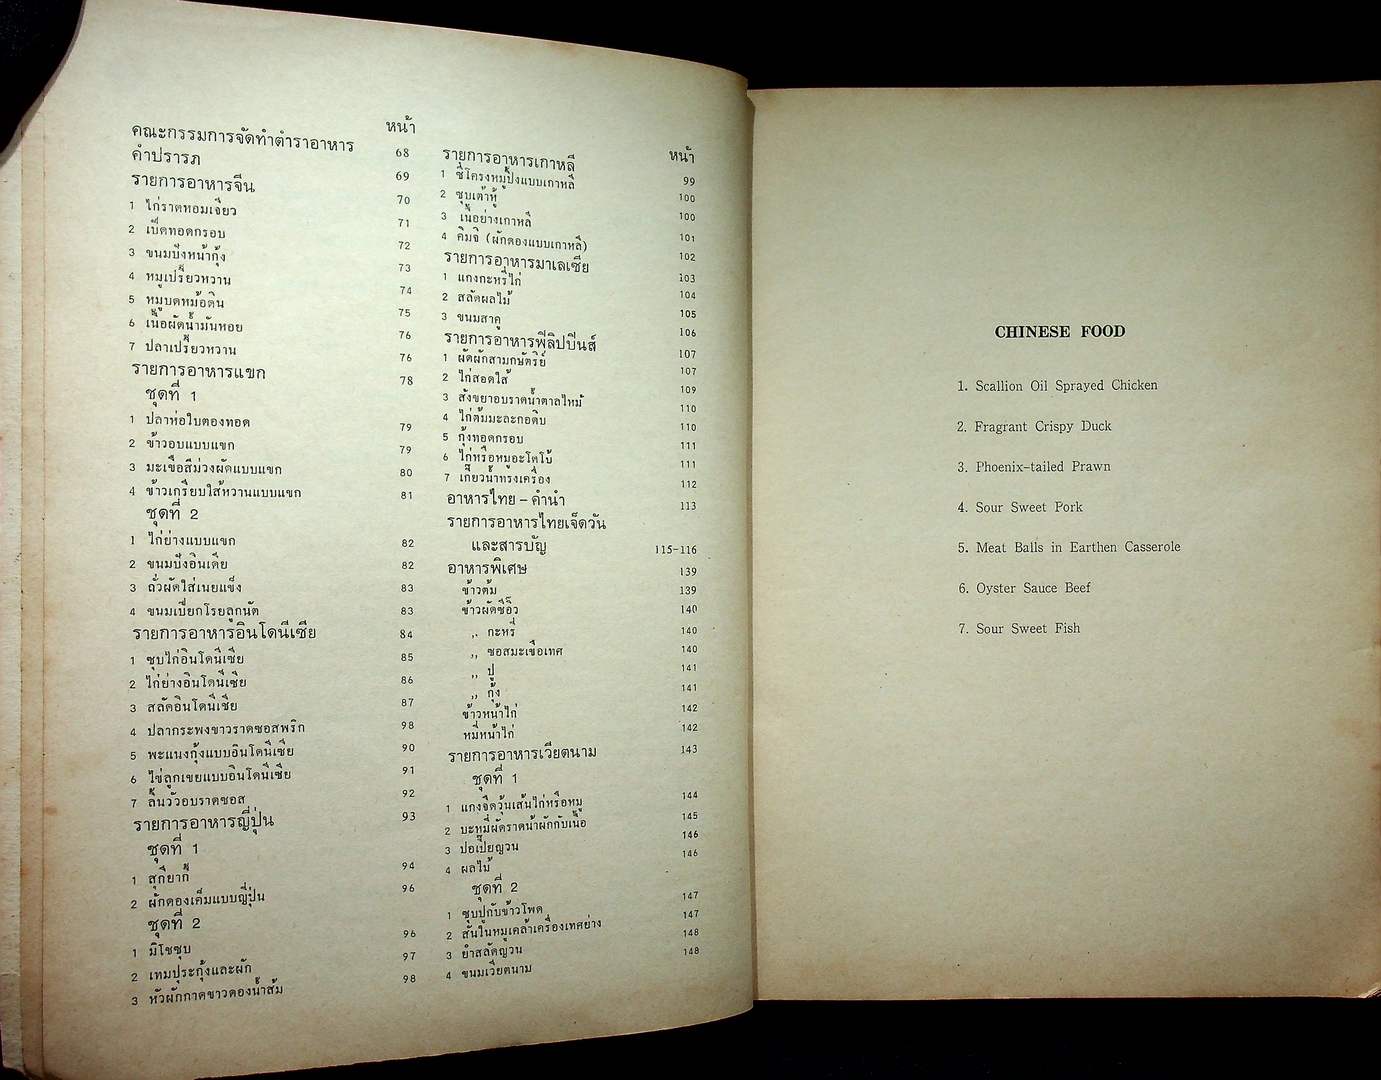 หน้า
คณะกรรมการจัดทำตำราอาหาร 68
คำปรารภ 69
รายการอาหารจีน 70
1 ไก่ราดหอมเจียว 71
2 เป็ดทอดกรอบ 72
3 ขนมปังหน้ากุ้ง 73
4 หมูเปรี้ยวหวาน 74
5 หมูบดหม้อดิน 75
6 เนื้อผัดน้ำมันหอย 76
7 ปลาเปรี้ยวหวาน 76
รายการอาหารแขก 78
ชุดที่ 1
1 ปลาห่อใบตองทอด 79
2 ข้าวอบแบบแขก 79
3 มะเขือสีม่วงผัดแบบแขก 80
4 ข้าวเกรียบใส้หวานแบบแขก 81
ชุดที่ 2
1 ไก่ย่างแบบแขก 82
2 ขนมปังอินเดีย 82
3 ถั่วผัดใส่เนยแข็ง 83
4 ขนมเปียกโรยลูกนัต 83
รายการอาหารอินโดนีเซีย 84
1 ซุบไก่อินโดนีเซีย 85
2 ไก่ย่างอินโดนีเซีย 86
3 สลัดอินโดนีเซีย 87
4 ปลากระพงขาวราดซอสพริก 98
5 พะแนงกุ้งแบบอินโดนีเซีย 90
6 ไข่ลูกเขยแบบอินโดนีเซีย 91
7 ลิ้นวัวอบราดซอส 92
รายการอาหารญี่ปุ่น 93
ชุดที่ 1
1 สุกียากี้ 94
2 ผักดองเค็มแบบญี่ปุ่น 96
ชุดที่ 2
1 มิโซซุบ 96
2 เทมปุระกุ้งและผัก 97
3 หัวผักกาดขาวดองน้ำส้ม 98
หน้า
รายการอาหารเกาหลี 99
1 ซี่โครงหมูปิ้งแบบเกาหลี 100
2 ซุบเต้าหู้ 100
3 เนื้อย่างเกาหลี 101
4 คิมจิ (ผักดองแบบเกาหลี) 102
รายการอาหารมาเลเซีย 103
1 แกงกะหรี่ไก่ 104
2 สลัดผลไม้ 105
3 ขนมสาคู 106
รายการอาหารฟิลิปปินส์ 107
1 ผัดผักสามกษัตริย์ 107
2 ไก่สอดใส้ 109
3 สังขยาอบราดน้ำตาลไหม้ 110
4 ไก่ต้มมะละกอดิบ 110
5 กุ้งทอดกรอบ 111
6 ไก่หรือหมูอะโดโบ้ 111
7 เกี๊ยวน้ำทรงเครื่อง 112
อาหารไทย – คำนำ 113
รายการอาหารไทยเจ็ดวัน
และสารบัญ 115-116
อาหารพิเศษ 139
ข้าวต้ม 139
ข้าวผัดซีอิ๊ว 140
,, กะหรี่ 140
,, ซอสมะเขือเทศ 140
,, ปู 141
,, กุ้ง 141
ข้าวหน้าไก่ 142
หมี่หน้าไก่ 142
รายการอาหารเวียตนาม 143
ชุดที่ 1
1 แกงจืดวุ้นเส้นไก่หรือหมู 144
2 บะหมี่ผัดราดน้ำผักกับเนื้อ 145
3 ปอเปี๊ยญวน 146
4 ผลไม้ 146
ชุดที่ 2
1 ซุบปูกับข้าวโพด 147
2 สันในหมูเคล้าเครื่องเทศย่าง 147
3 ยำสลัดญวน 148
4 ขนมเวียตนาม 148
CHINESE FOOD
1. Scallion Oil Sprayed Chicken
2. Fragrant Crispy Duck
3. Phoenix-tailed Prawn
4. Sour Sweet Pork
5. Meat Balls in Earthen Casserole
6. Oyster Sauce Beef
7. Sour Sweet Fish